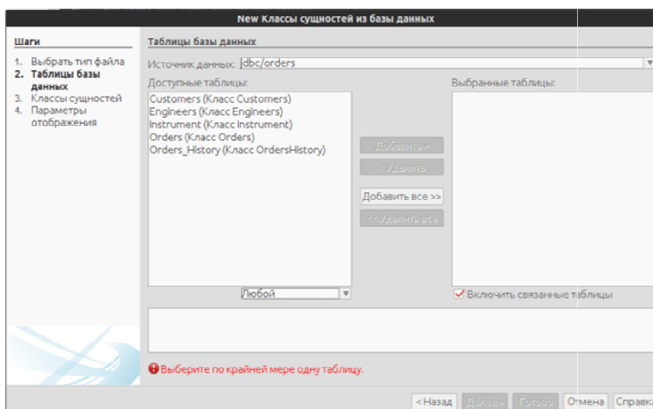 New Классы сущностей из базы данных
Шаги
1. Выбрать тип файла
2. Таблицы базы данных
3. Классы сущностей
4. Параметры отображения
Таблицы базы данных
Источник данных: jdbc/orders
Доступные таблицы:
Customers (Класс Customers)
Engineers (Класс Engineers)
Instrument (Класс Instrument)
Orders (Класс Orders)
Orders_History (Класс OrdersHistory)
Любой
Добавить >
< Удалить
Добавить все >>
<< Удалить все
Выбранные таблицы:
Включить связанные таблицы
Выберите по крайней мере одну таблицу.
< Назад Далее > Готово Отмена Справка